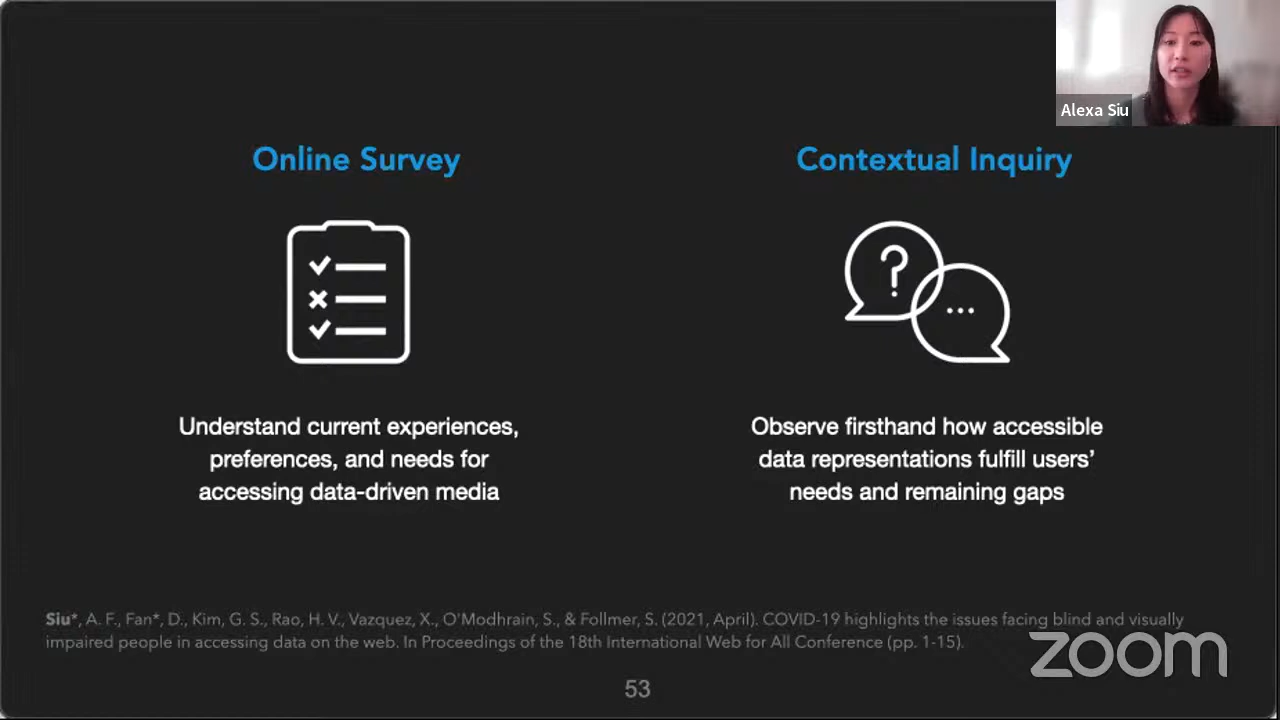 Alexa Siu
Online Survey
Contextual Inquiry
Understand current experiences,
preferences, and needs for
accessing data-driven media
Observe firsthand how accessible
data representations fulfill users’
needs and remaining gaps
Siu*, A. F., Fan*, D., Kim, G. S., Rao, H. V., Vazquez, X., O'Modhrain, S., & Follmer, S. (2021, April). COVID-19 highlights the issues facing blind and visually
impaired people in accessing data on the web. In Proceedings of the 18th International Web for All Conference (pp. 1-15).
zoom
53